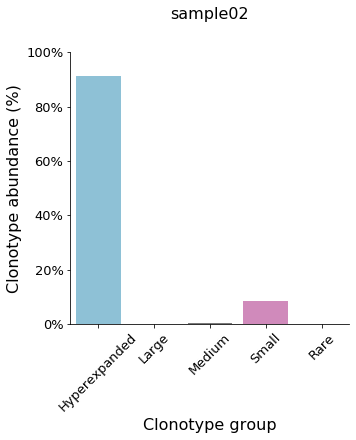 sample02
Clonotype abundance (%)
100%
80%
60%
40%
20%
0%
Hyperexpanded
Large
Medium
Small
Rare
Clonotype group